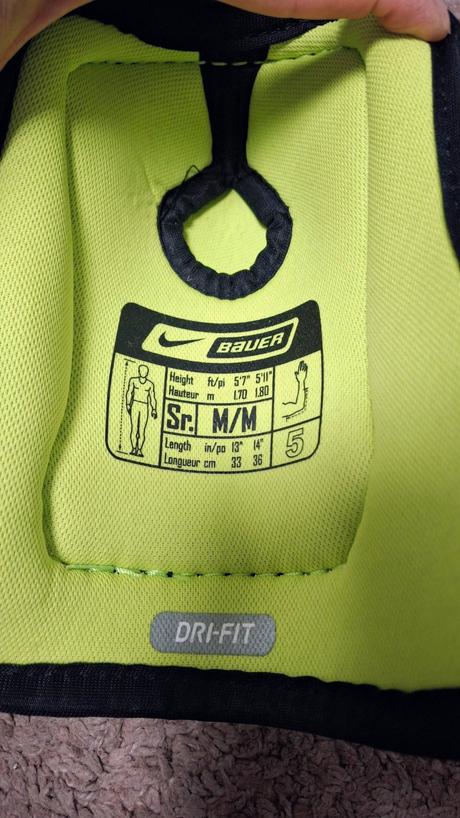 BAUER
Height ft/pi 5'7" 5'11"
Hauteur m 1.70 1.80
Sr. M/M
Length in/po 13" 14"
Longueur cm 33 36
5
DRI-FIT